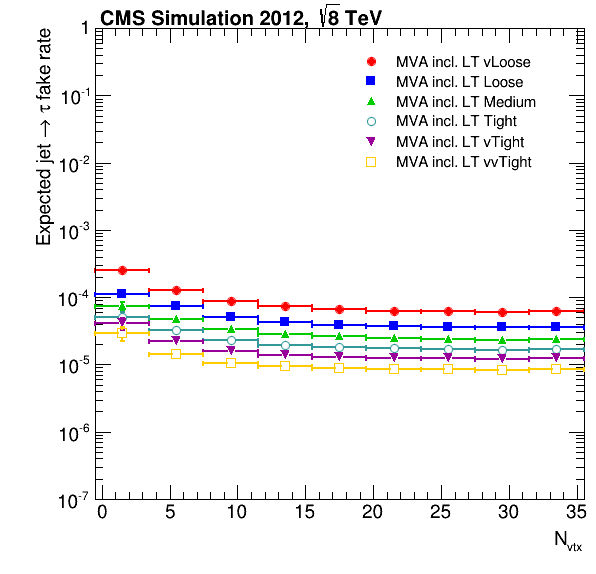 CMS Simulation 2012, √8 TeV
Expected jet → τ fake rate
1
10⁻¹
10⁻²
10⁻³
10⁻⁴
10⁻⁵
10⁻⁶
10⁻⁷
MVA incl. LT vLoose
MVA incl. LT Loose
MVA incl. LT Medium
MVA incl. LT Tight
MVA incl. LT vTight
MVA incl. LT vvTight
0 5 10 15 20 25 30 35
N_vtx